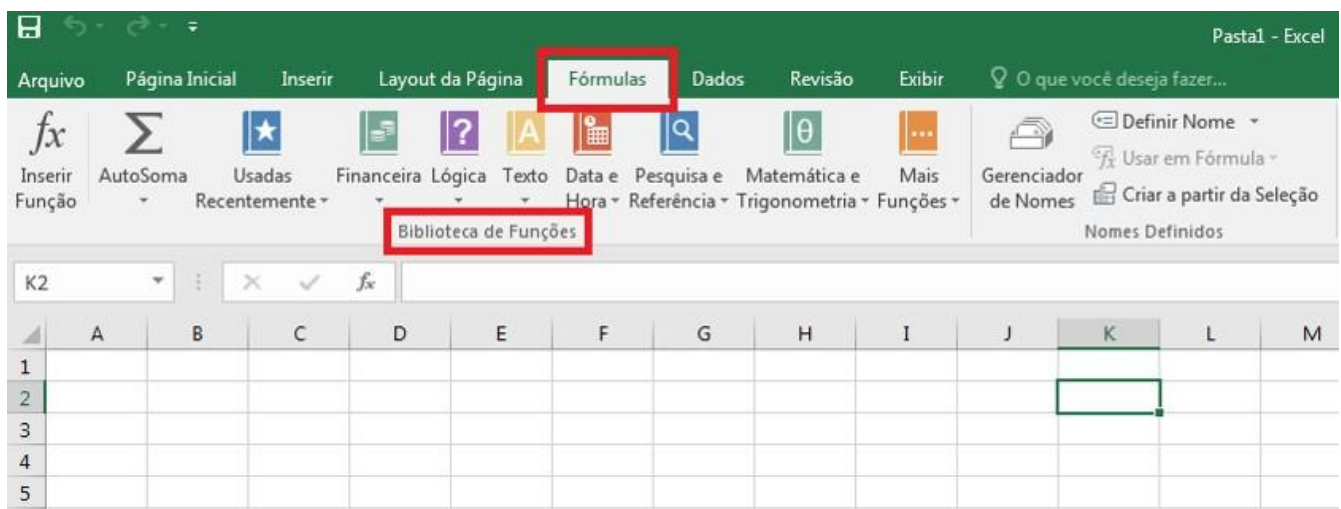 Pasta1 - Excel
Arquivo Página Inicial Inserir Layout da Página Fórmulas Dados Revisão Exibir O que você deseja fazer...
fx
Inserir
Função
Σ
AutoSoma
Usadas
Recentemente
Financeira
?
Lógica
A
Texto
Data e
Hora
Pesquisa e
Referência
θ
Matemática e
Trigonometria
Mais
Funções
Biblioteca de Funções
Gerenciador
de Nomes
Definir Nome
fx Usar em Fórmula
Criar a partir da Seleção
Nomes Definidos
K2 fx
A B C D E F G H I J K L M
1
2
3
4
5